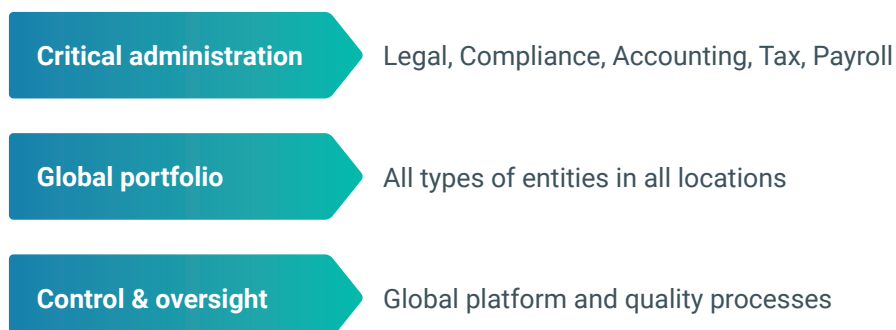 Critical administration
Legal, Compliance, Accounting, Tax, Payroll
Global portfolio
All types of entities in all locations
Control & oversight
Global platform and quality processes